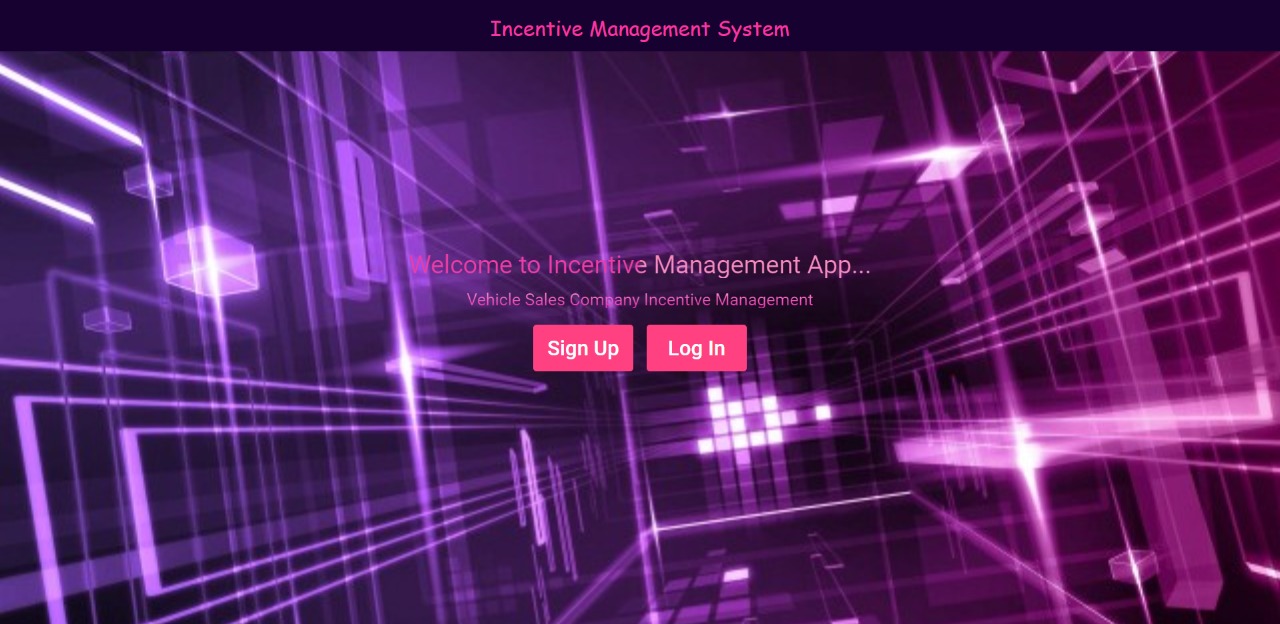 Incentive Management System
Welcome to Incentive Management App...
Vehicle Sales Company Incentive Management
Sign Up Log In